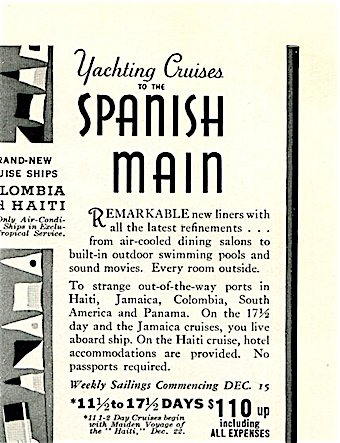 Yachting Cruises
TO THE
SPANISH
MAIN
RAND-NEW
UISE SHIPS
LOMBIA
H HAITI
Only Air-Condi-
Ships in Exclu-
ropical Service.
REMARKABLE new liners with
all the latest refinements . . .
from air-cooled dining salons to
built-in outdoor swimming pools and
sound movies. Every room outside.
To strange out-of-the-way ports in
Haiti, Jamaica, Colombia, South
America and Panama. On the 17½
day and the Jamaica cruises, you live
aboard ship. On the Haiti cruise, hotel
accommodations are provided. No
passports required.
Weekly Sailings Commencing DEC. 15
*11½ to 17½ DAYS $110 up
*11 1-2 Day Cruises begin
with Maiden Voyage of
the "Haiti," Dec. 22.
including
ALL EXPENSES